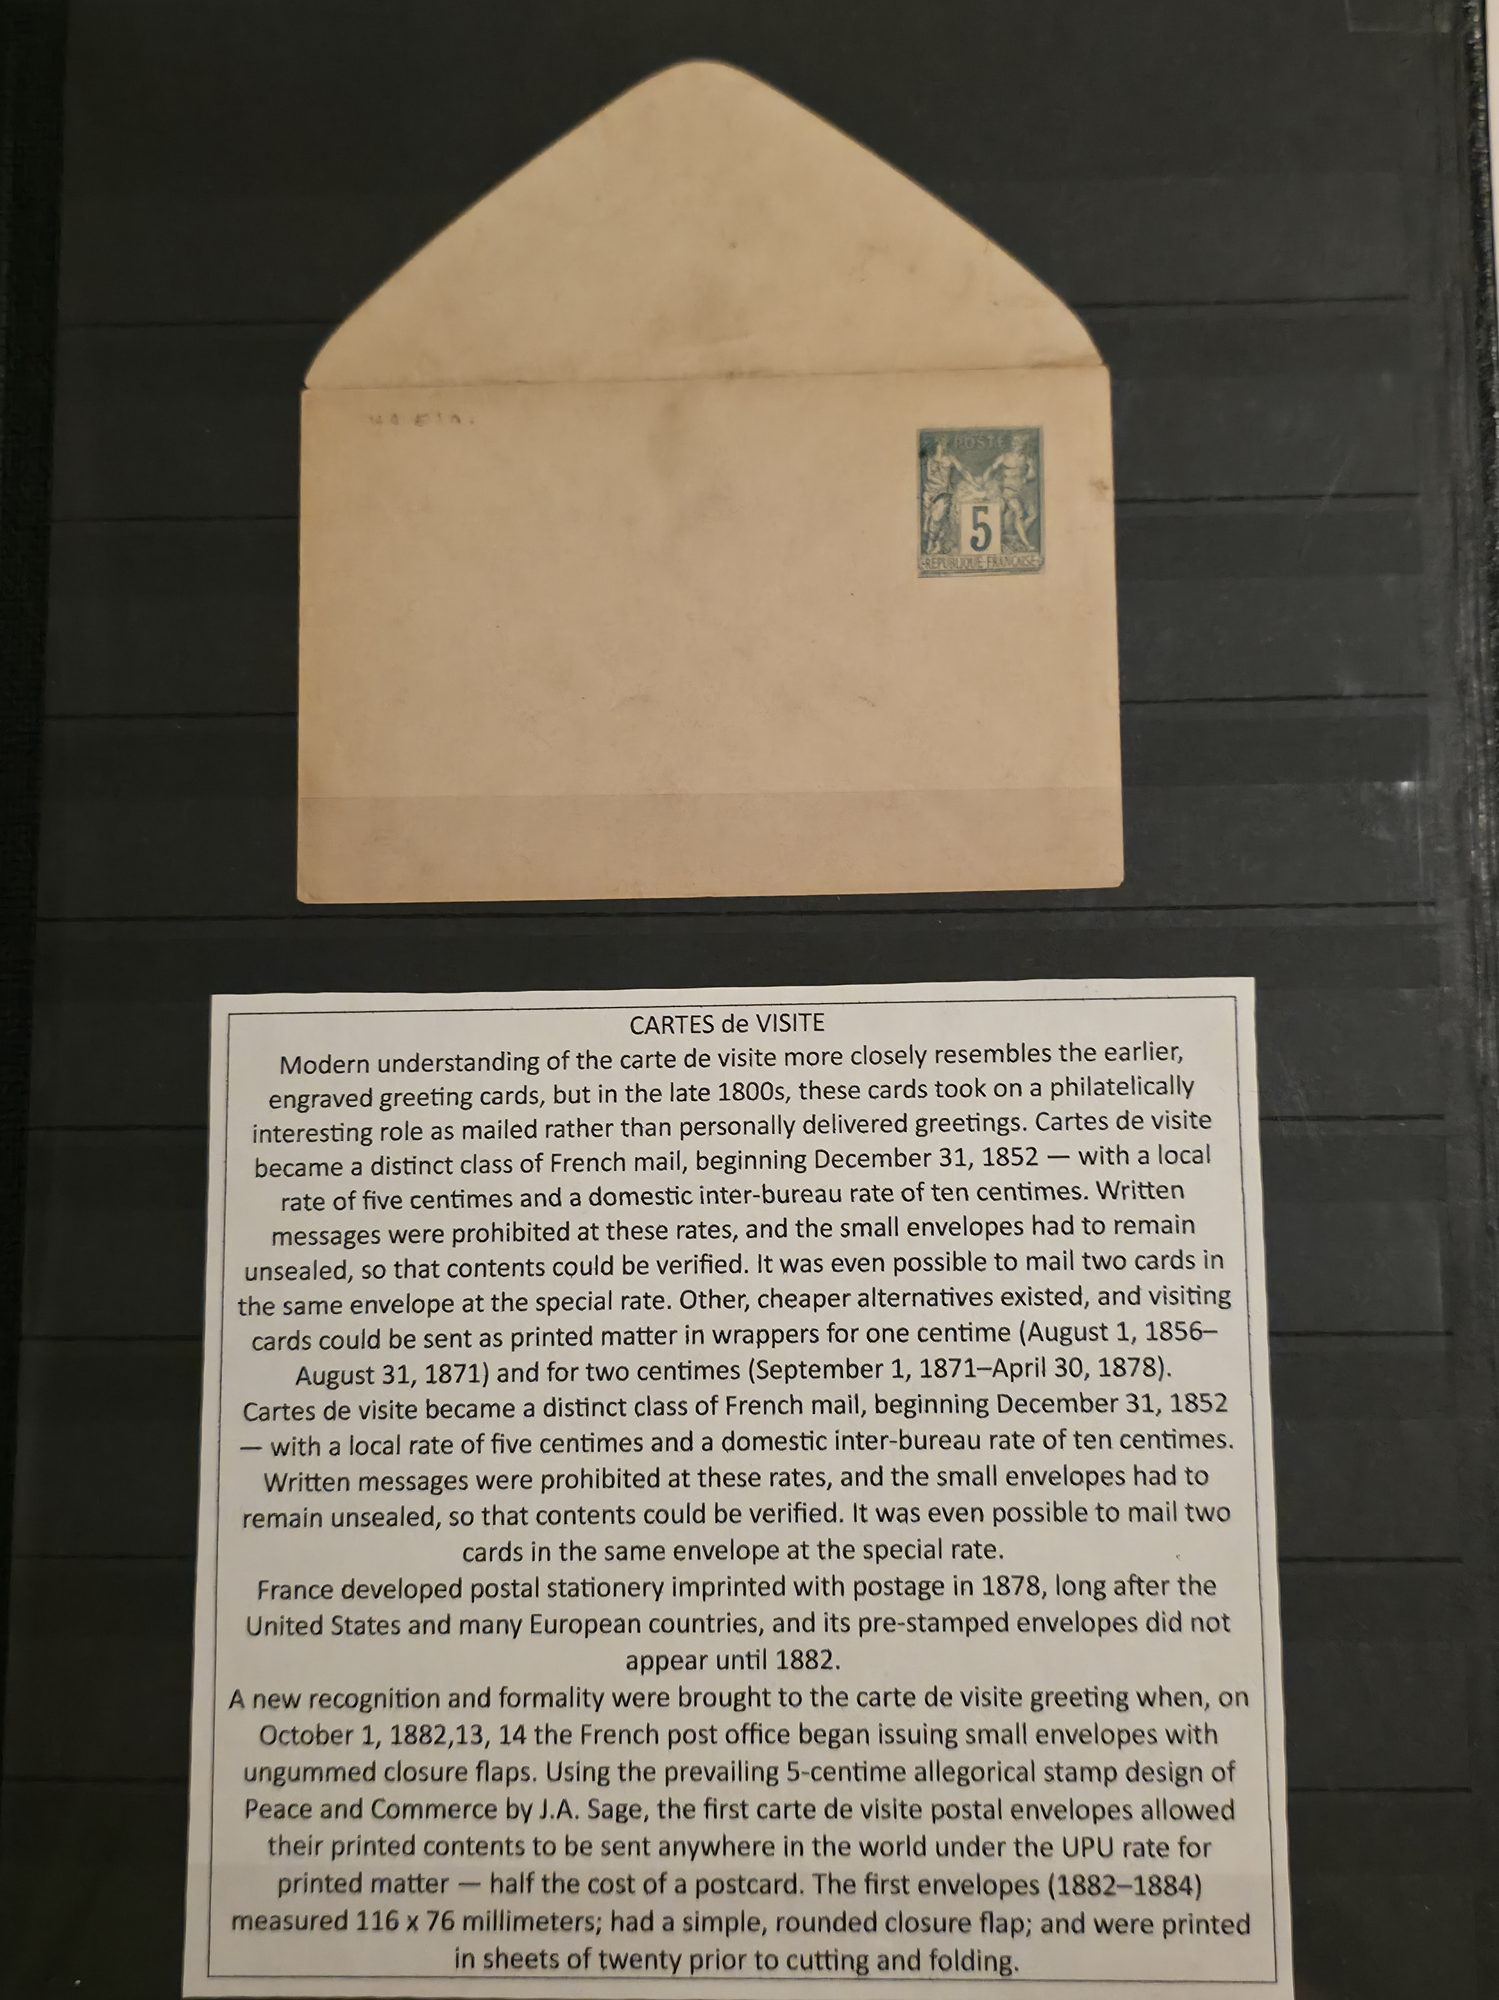 POSTE
5
REPUBLIQUE FRANCAISE
CARTES de VISITE
Modern understanding of the carte de visite more closely resembles the earlier,
engraved greeting cards, but in the late 1800s, these cards took on a philatelically
interesting role as mailed rather than personally delivered greetings. Cartes de visite
became a distinct class of French mail, beginning December 31, 1852 — with a local
rate of five centimes and a domestic inter-bureau rate of ten centimes. Written
messages were prohibited at these rates, and the small envelopes had to remain
unsealed, so that contents could be verified. It was even possible to mail two cards in
the same envelope at the special rate. Other, cheaper alternatives existed, and visiting
cards could be sent as printed matter in wrappers for one centime (August 1, 1856–
August 31, 1871) and for two centimes (September 1, 1871–April 30, 1878).
Cartes de visite became a distinct class of French mail, beginning December 31, 1852
— with a local rate of five centimes and a domestic inter-bureau rate of ten centimes.
Written messages were prohibited at these rates, and the small envelopes had to
remain unsealed, so that contents could be verified. It was even possible to mail two
cards in the same envelope at the special rate.
France developed postal stationery imprinted with postage in 1878, long after the
United States and many European countries, and its pre-stamped envelopes did not
appear until 1882.
A new recognition and formality were brought to the carte de visite greeting when, on
October 1, 1882,13, 14 the French post office began issuing small envelopes with
ungummed closure flaps. Using the prevailing 5-centime allegorical stamp design of
Peace and Commerce by J.A. Sage, the first carte de visite postal envelopes allowed
their printed contents to be sent anywhere in the world under the UPU rate for
printed matter — half the cost of a postcard. The first envelopes (1882–1884)
measured 116 x 76 millimeters; had a simple, rounded closure flap; and were printed
in sheets of twenty prior to cutting and folding.